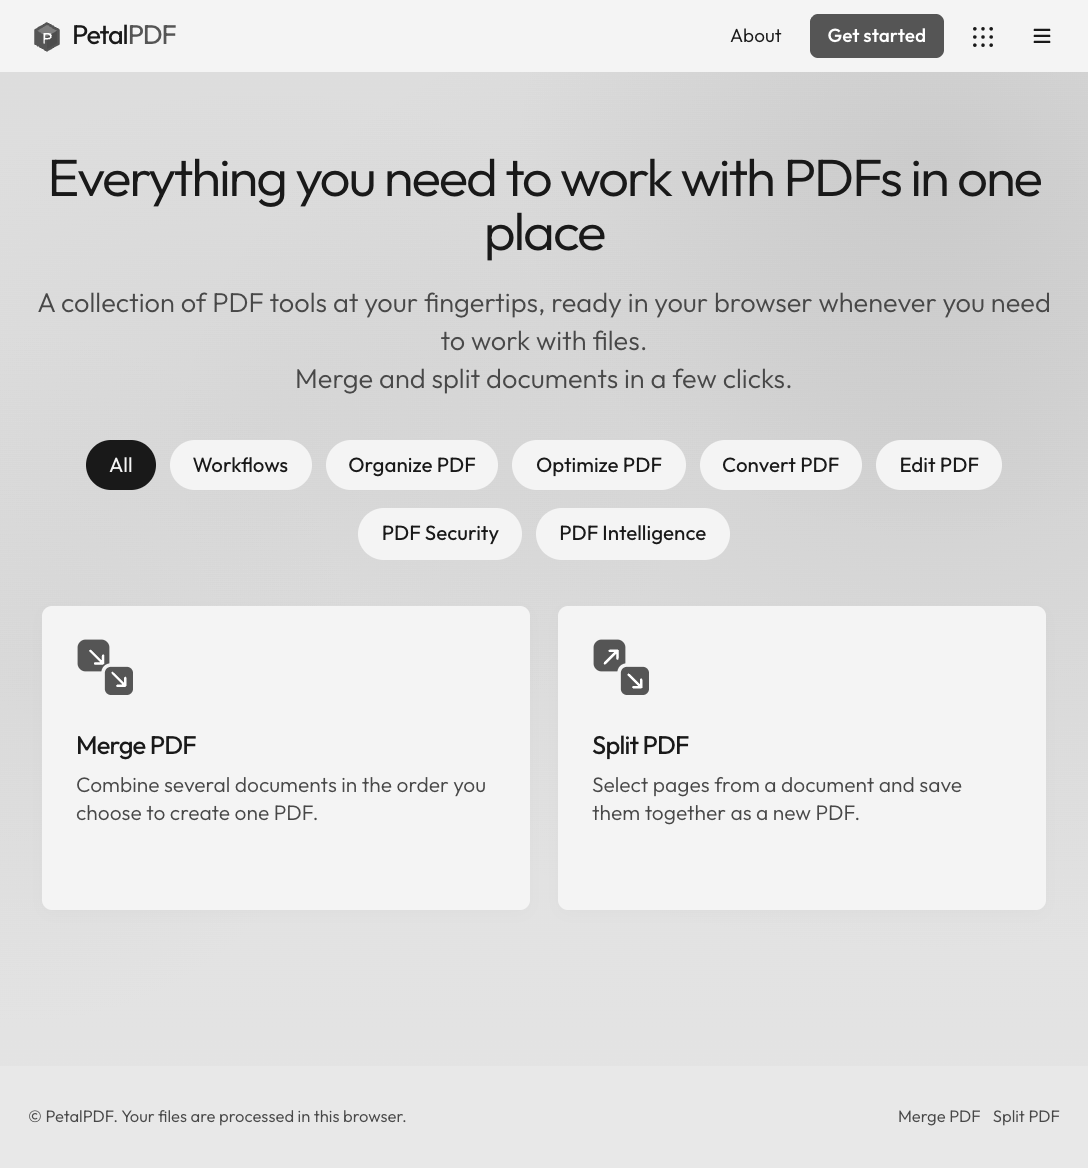 P PetalPDF
About
Get started
Everything you need to work with PDFs in one
place
A collection of PDF tools at your fingertips, ready in your browser whenever you need
to work with files.
Merge and split documents in a few clicks.
All
Workflows
Organize PDF
Optimize PDF
Convert PDF
Edit PDF
PDF Security
PDF Intelligence
Merge PDF
Combine several documents in the order you
choose to create one PDF.
Split PDF
Select pages from a document and save
them together as a new PDF.
© PetalPDF. Your files are processed in this browser.
Merge PDF
Split PDF